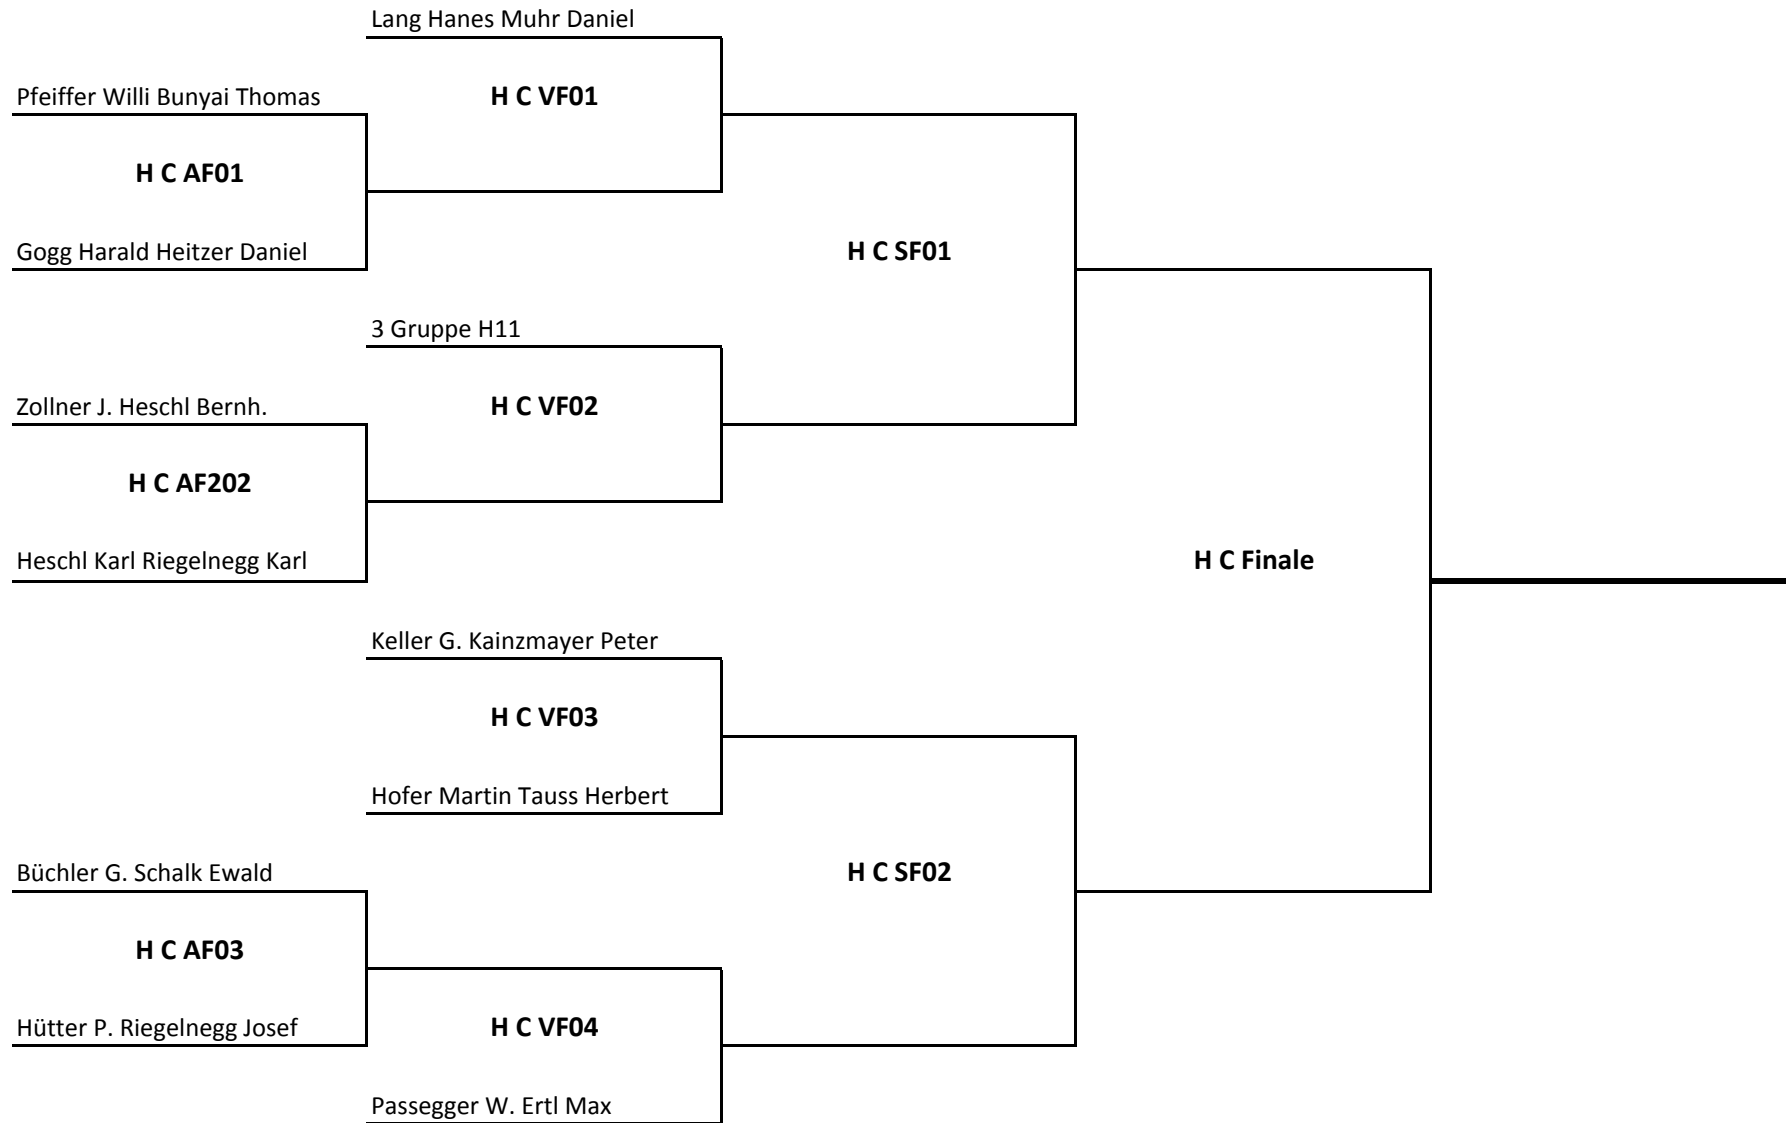 Lang Hanes Muhr Daniel
Pfeiffer Willi Bunyai Thomas
H C VF01
H C AF01
Gogg Harald Heitzer Daniel
H C SF01
3 Gruppe H11
Zollner J. Heschl Bernh.
H C VF02
H C AF202
Heschl Karl Riegelnegg Karl
H C Finale
Keller G. Kainzmayer Peter
H C VF03
Hofer Martin Tauss Herbert
Büchler G. Schalk Ewald
H C SF02
H C AF03
Hütter P. Riegelnegg Josef
H C VF04
Passegger W. Ertl Max